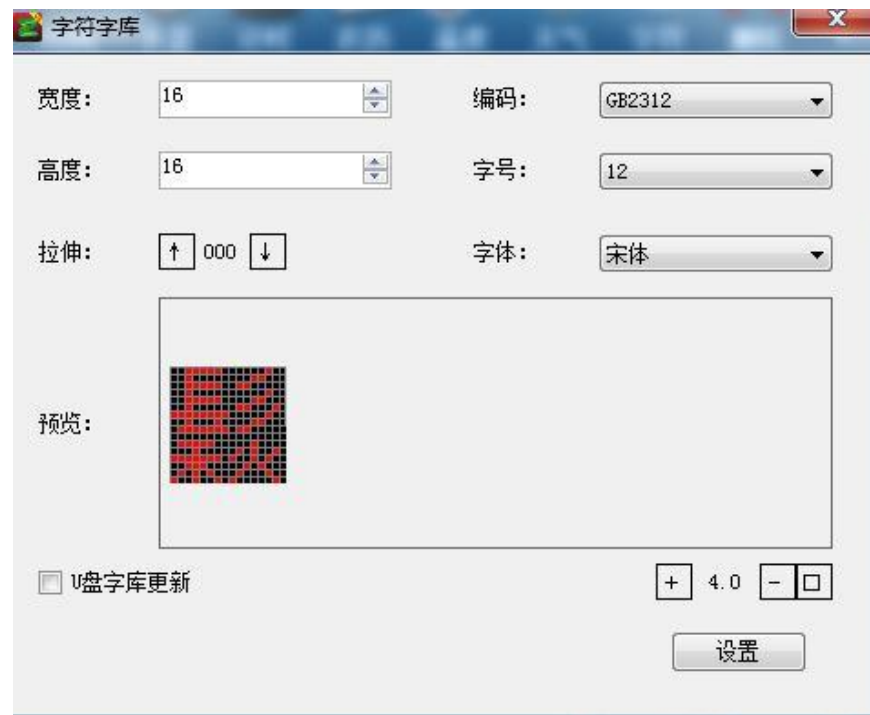 字符字库
宽度： 16 编码： GB2312
高度： 16 字号： 12
拉伸： ↑ 000 ↓ 字体： 宋体
预览：
U盘字库更新 + 4.0 - □
设置